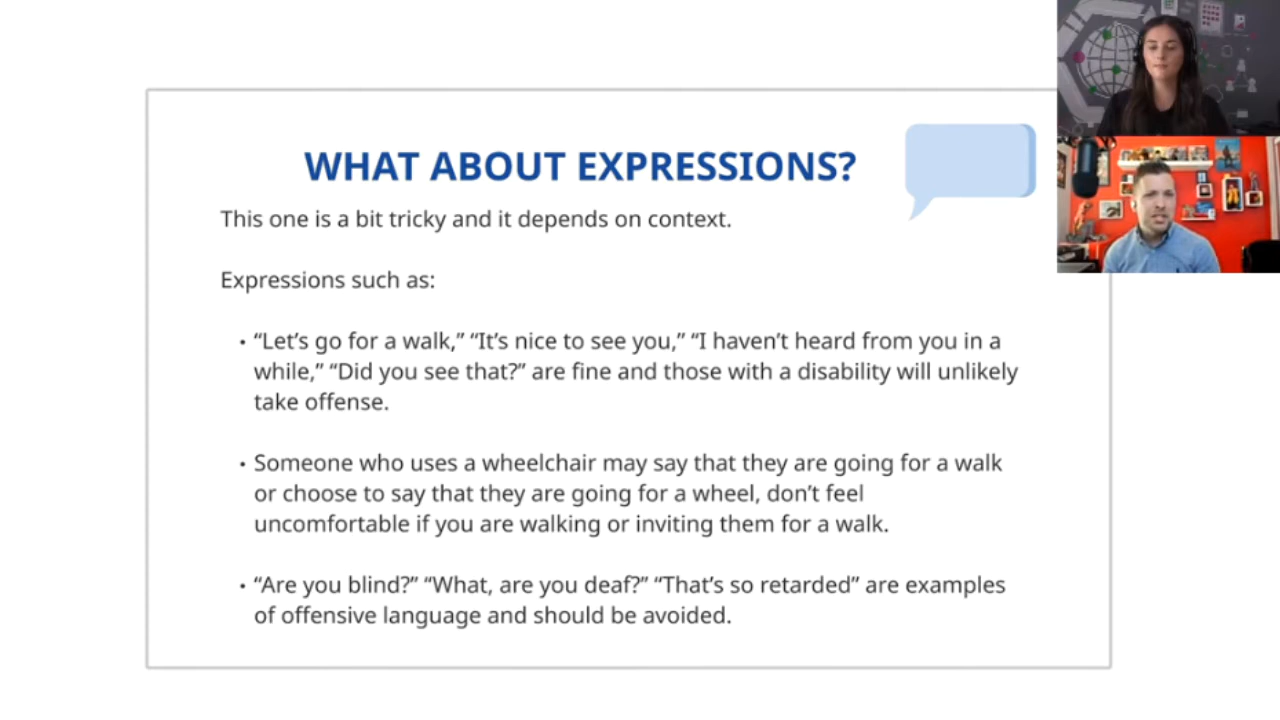 WHAT ABOUT EXPRESSIONS?
This one is a bit tricky and it depends on context.
Expressions such as:
• “Let’s go for a walk,” “It’s nice to see you,” “I haven’t heard from you in a
while,” “Did you see that?” are fine and those with a disability will unlikely
take offense.
• Someone who uses a wheelchair may say that they are going for a walk
or choose to say that they are going for a wheel, don’t feel
uncomfortable if you are walking or inviting them for a walk.
• “Are you blind?” “What, are you deaf?” “That’s so retarded” are examples
of offensive language and should be avoided.